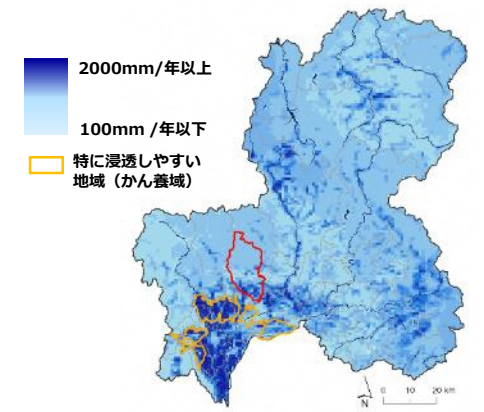 2000mm/年以上
100mm /年以下
特に浸透しやすい
地域（かん養域）
N
0 10 20 km